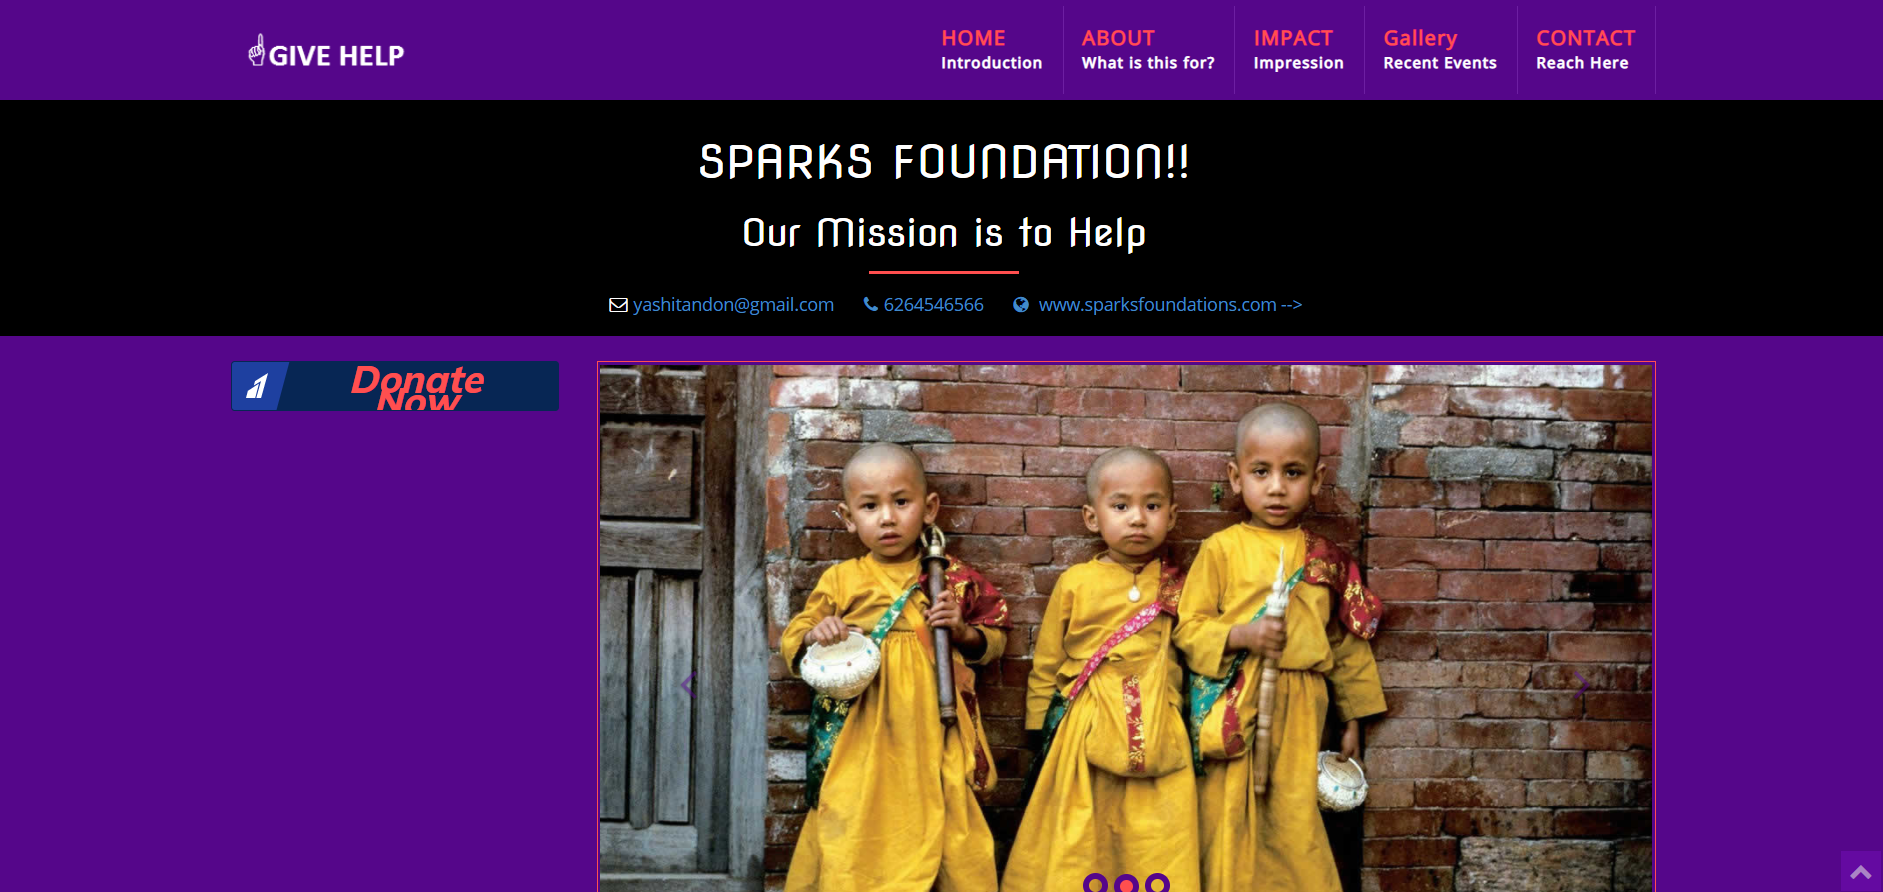 GIVE HELP
HOME
Introduction
ABOUT
What is this for?
IMPACT
Impression
Gallery
Recent Events
CONTACT
Reach Here
SPARKS FOUNDATION!!
Our Mission is to Help
yashitandon@gmail.com 6264546566 www.sparksfoundations.com -->
Donate
Now